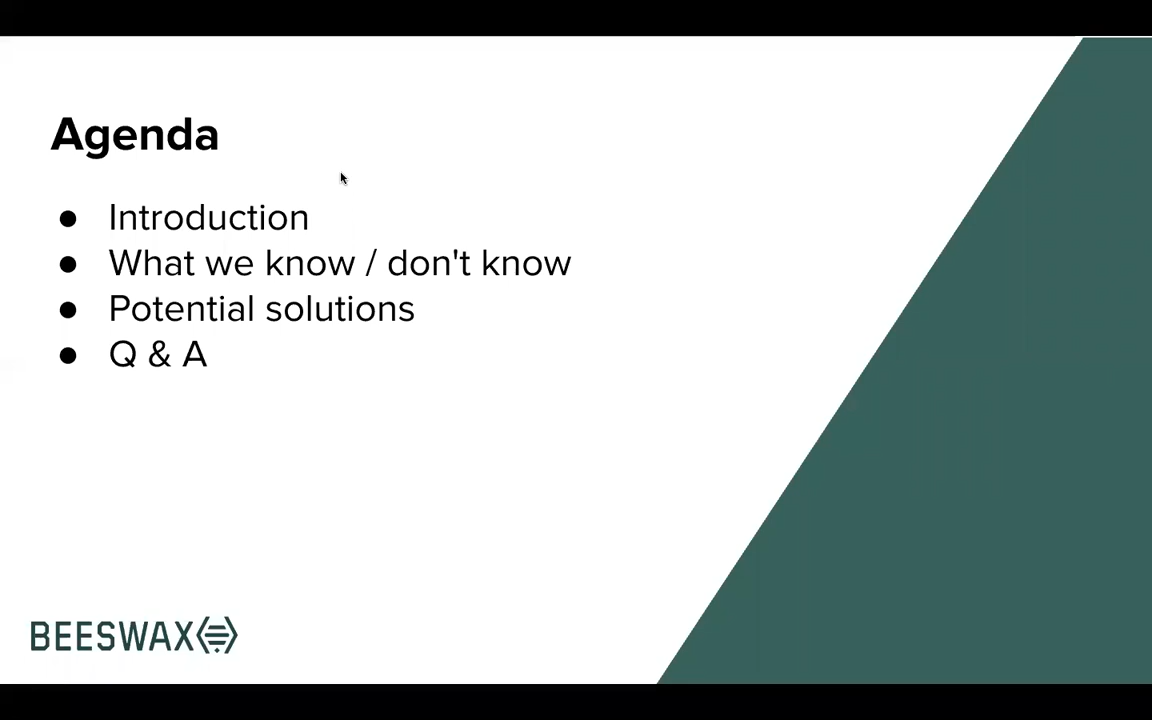 Agenda
● Introduction
● What we know / don't know
● Potential solutions
● Q & A
BEESWAX